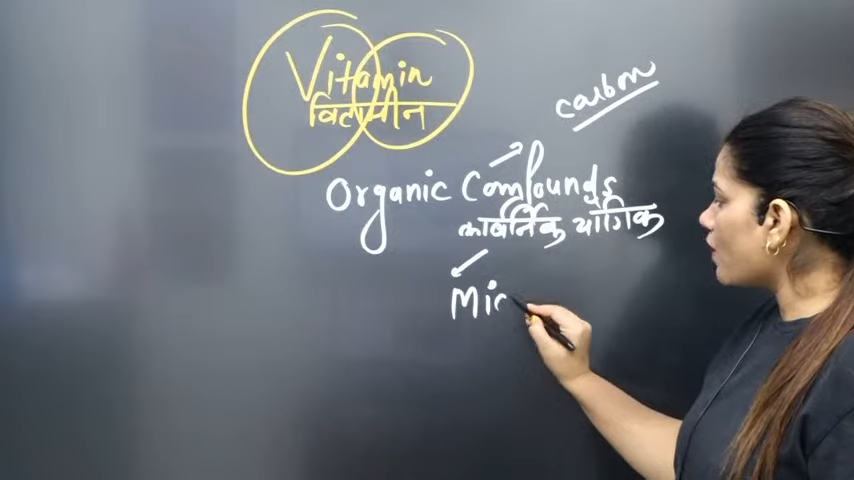 Vitamin
विटामीन
carbon
Organic Compounds
कार्बनिक यौगिक
Mic